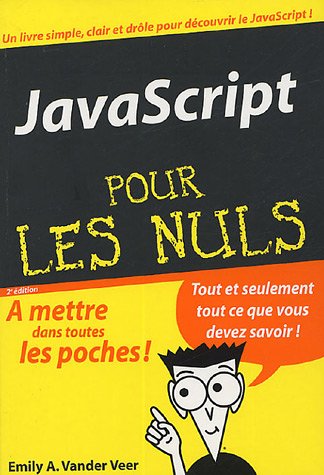 Un livre simple, clair et drôle pour découvrir le JavaScript !
JavaScript
POUR
LES NULS
2e édition
A mettre
dans toutes
les poches !
Tout et seulement
tout ce que vous
devez savoir !
Emily A. Vander Veer